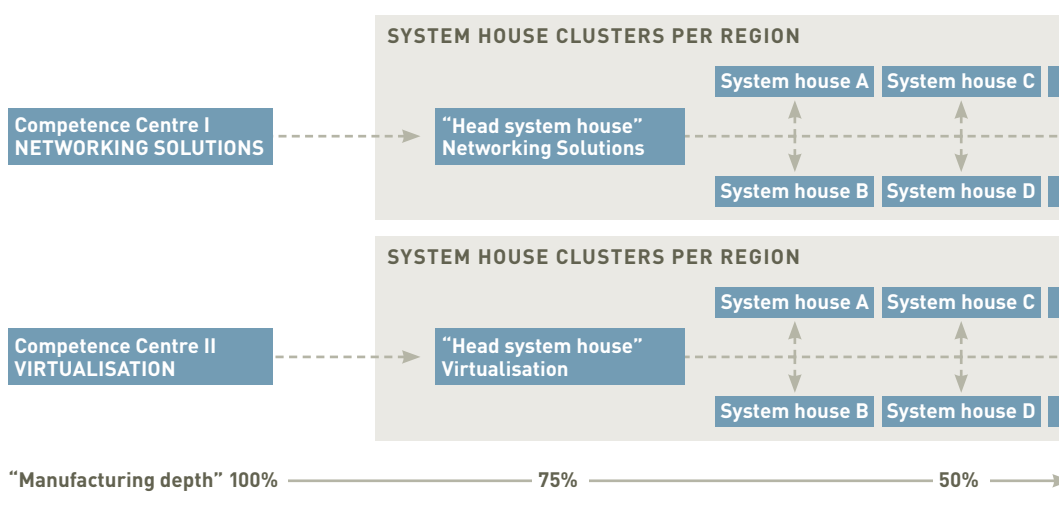 SYSTEM HOUSE CLUSTERS PER REGION
System house A System house C
Competence Centre I
NETWORKING SOLUTIONS
“Head system house”
Networking Solutions
System house B System house D
SYSTEM HOUSE CLUSTERS PER REGION
System house A System house C
Competence Centre II
VIRTUALISATION
“Head system house”
Virtualisation
System house B System house D
“Manufacturing depth” 100% 75% 50%